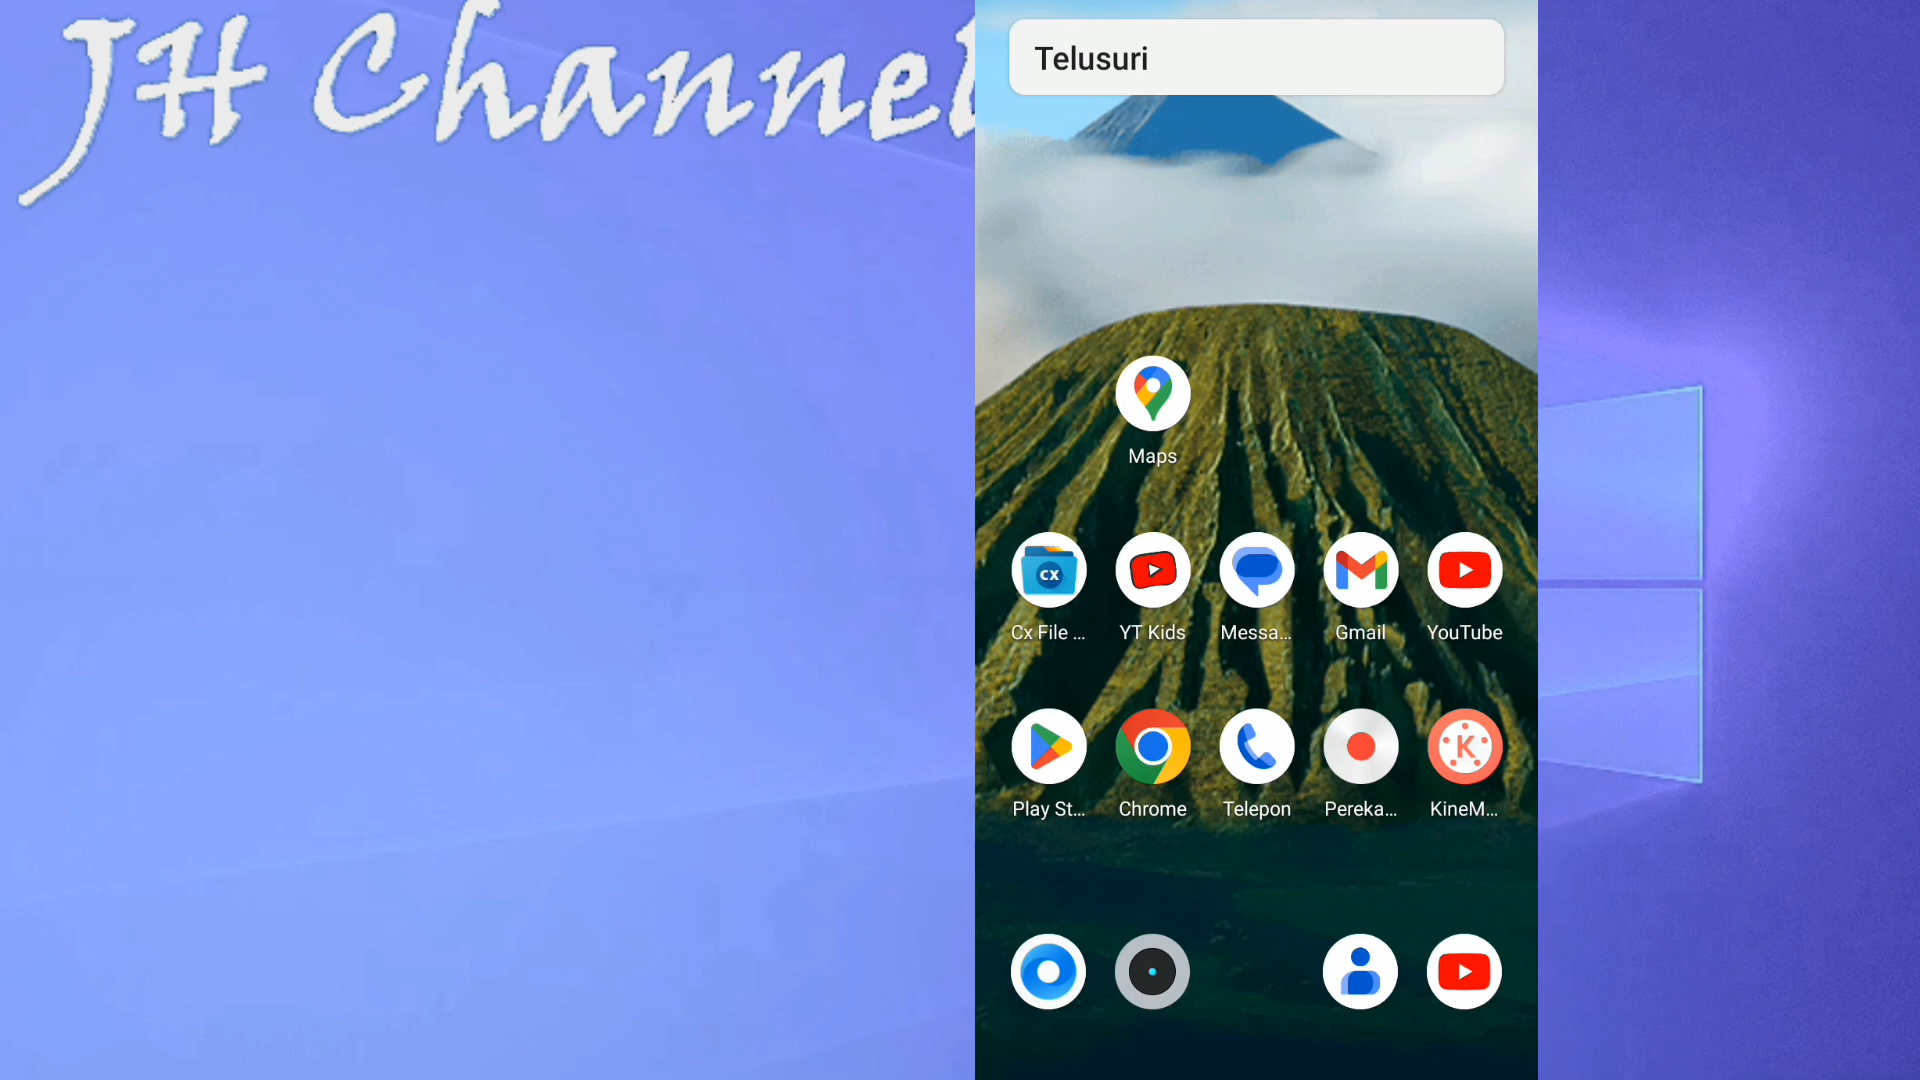 JH Channel
Telusuri
Maps
Cx File ...
YT Kids
Messa...
Gmail
YouTube
Play St...
Chrome
Telepon
Pereka...
KineM...